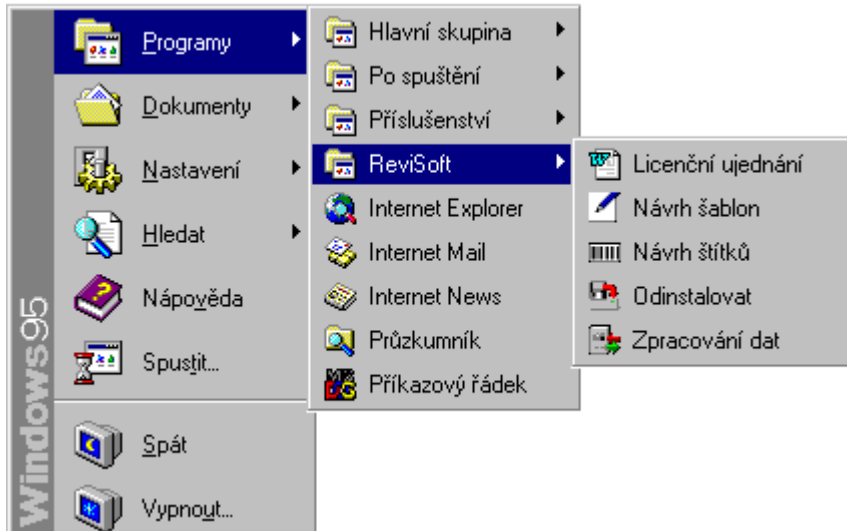 Programy
Dokumenty
Nastavení
Hledat
Nápověda
Spustit...
Spát
Vypnout...
Windows95
Hlavní skupina
Po spuštění
Příslušenství
ReviSoft
Internet Explorer
Internet Mail
Internet News
Průzkumník
Příkazový řádek
Licenční ujednání
Návrh šablon
Návrh štítků
Odinstalovat
Zpracování dat